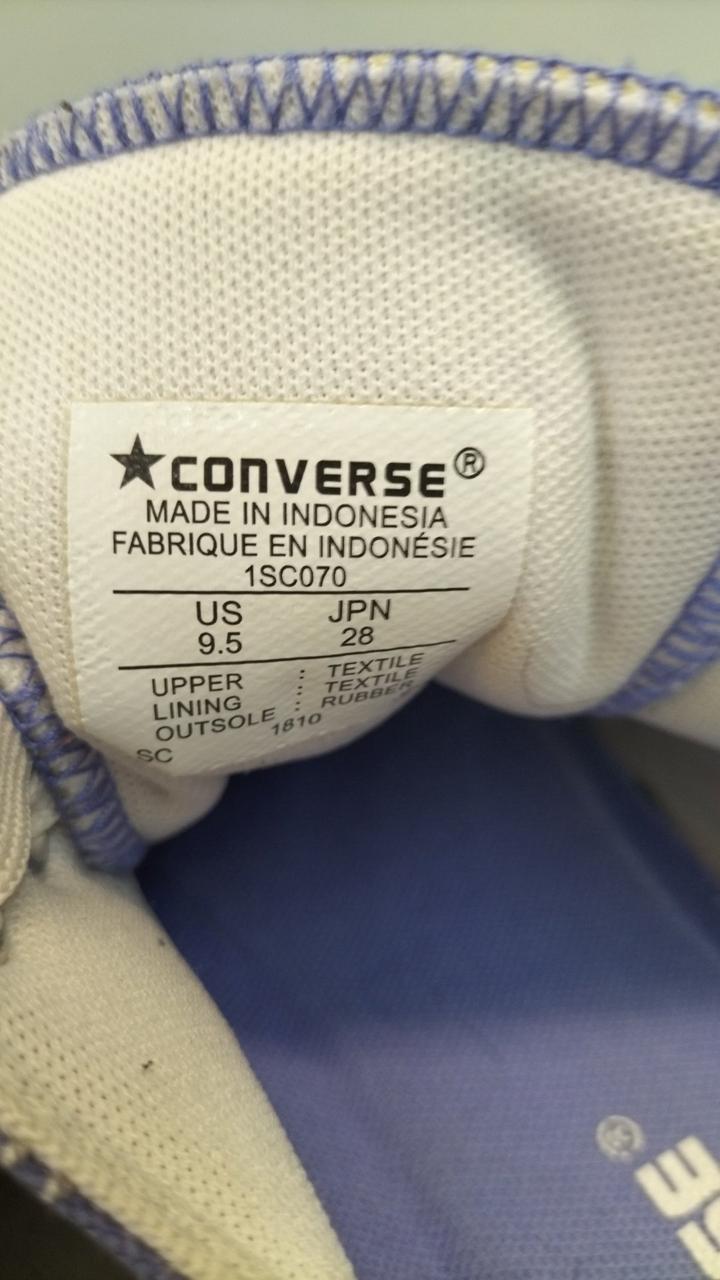 ★CONVERSE®
MADE IN INDONESIA
FABRIQUE EN INDONÉSIE
1SC070
US JPN
9.5 28
UPPER : TEXTILE
LINING : TEXTILE
OUTSOLE : RUBBER
1810
SC
®
SE